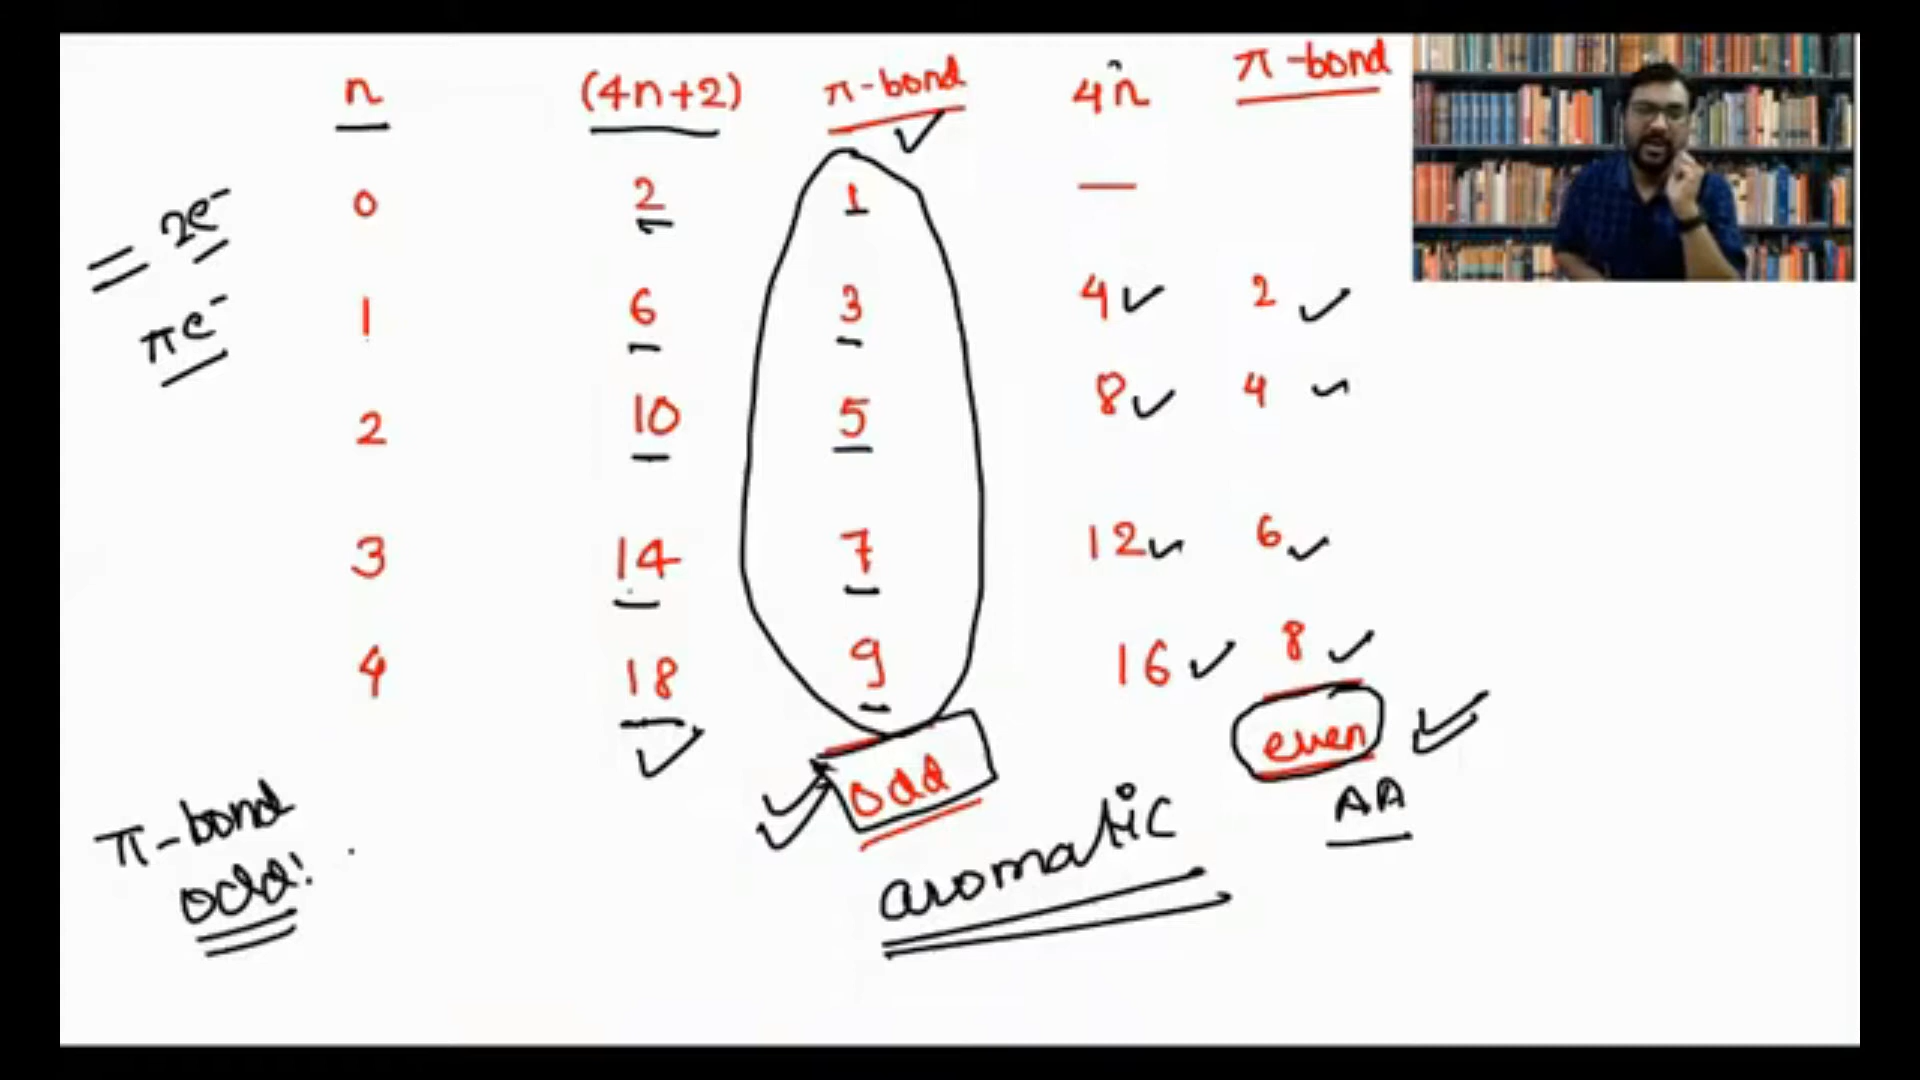 n (4n+2) π-bond 4n π-bond
0 2 1 —
= 2e⁻
1 6 3 4 2
πe⁻
2 10 5 8 4
3 14 7 12 6
4 18 9 16 8
odd even
AA
aromatic
π-bond
odd!